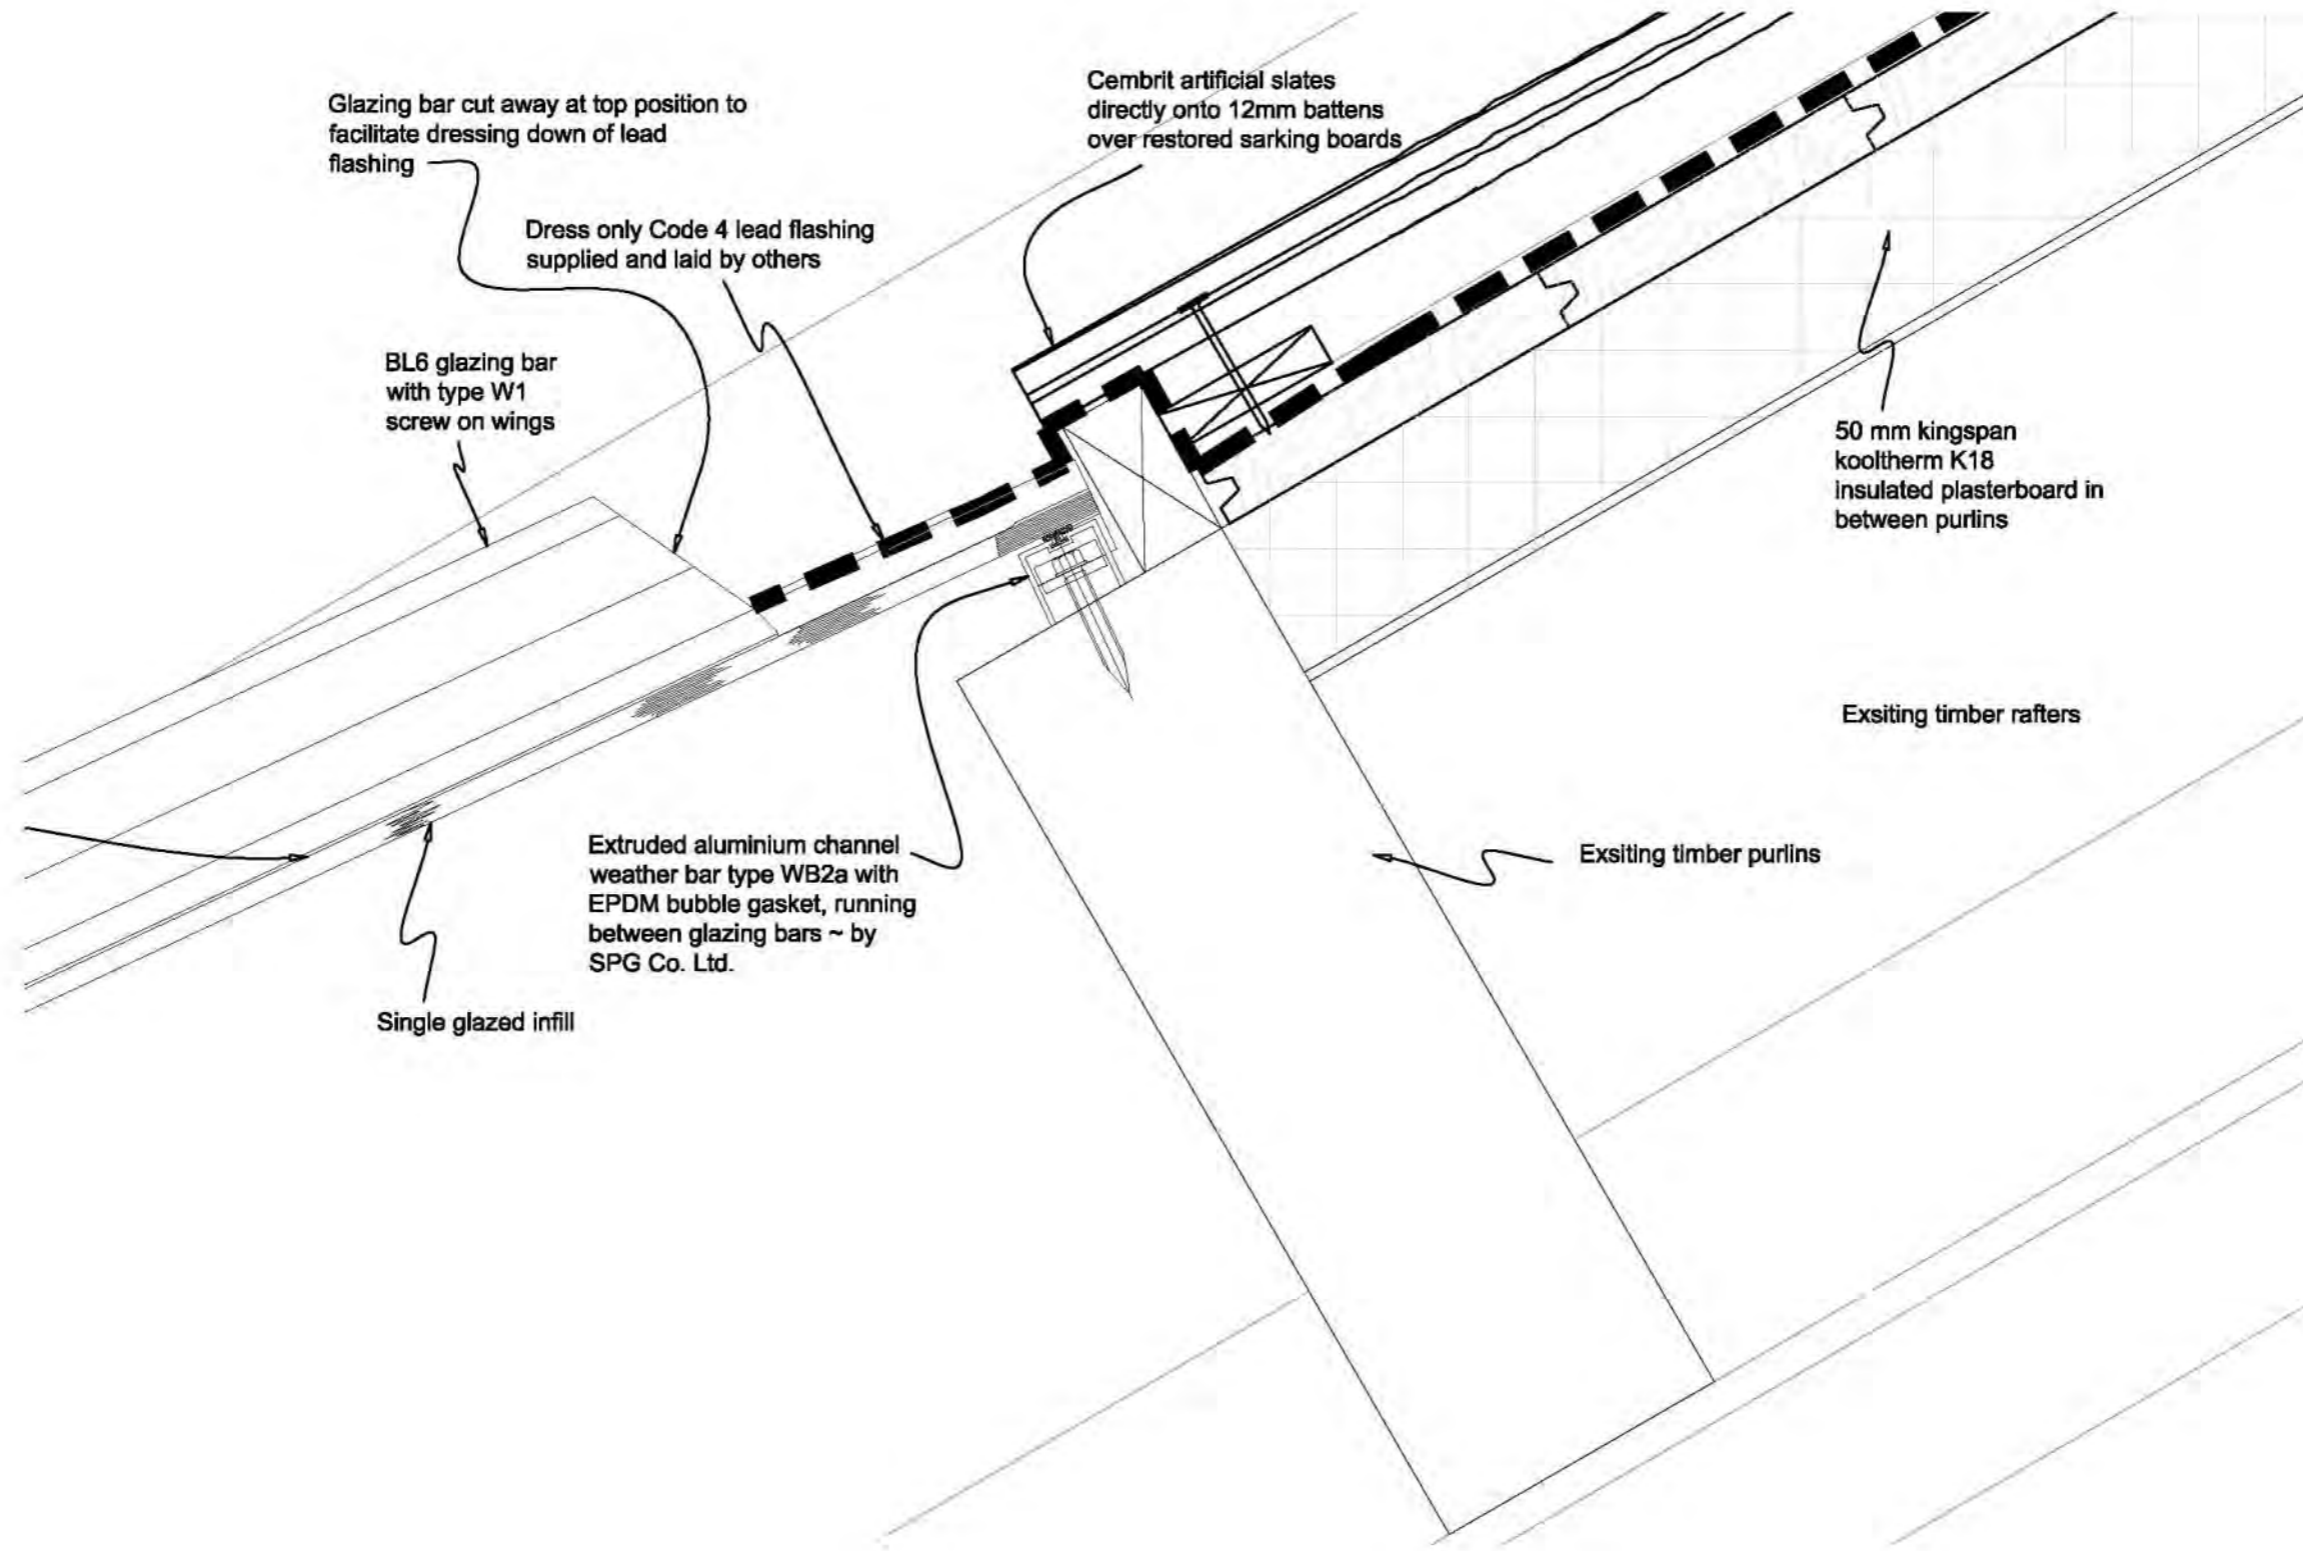 Glazing bar cut away at top position to
facilitate dressing down of lead
flashing
Cembrit artificial slates
directly onto 12mm battens
over restored sarking boards
Dress only Code 4 lead flashing
supplied and laid by others
BL6 glazing bar
with type W1
screw on wings
50 mm kingspan
kooltherm K18
insulated plasterboard in
between purlins
Exsiting timber rafters
Extruded aluminium channel
weather bar type WB2a with
EPDM bubble gasket, running
between glazing bars ~ by
SPG Co. Ltd.
Exsiting timber purlins
Single glazed infill